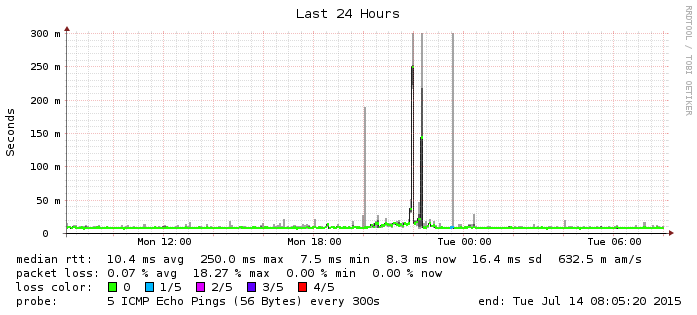 Last 24 Hours
RRDTOOL / TOBI OETIKER
Seconds
300 m
250 m
200 m
150 m
100 m
50 m
0
Mon 12:00 Mon 18:00 Tue 00:00 Tue 06:00
median rtt: 10.4 ms avg 250.0 ms max 7.5 ms min 8.3 ms now 16.4 ms sd 632.5 m am/s
packet loss: 0.07 % avg 18.27 % max 0.00 % min 0.00 % now
loss color: 0 1/5 2/5 3/5 4/5
probe: 5 ICMP Echo Pings (56 Bytes) every 300s end: Tue Jul 14 08:05:20 2015